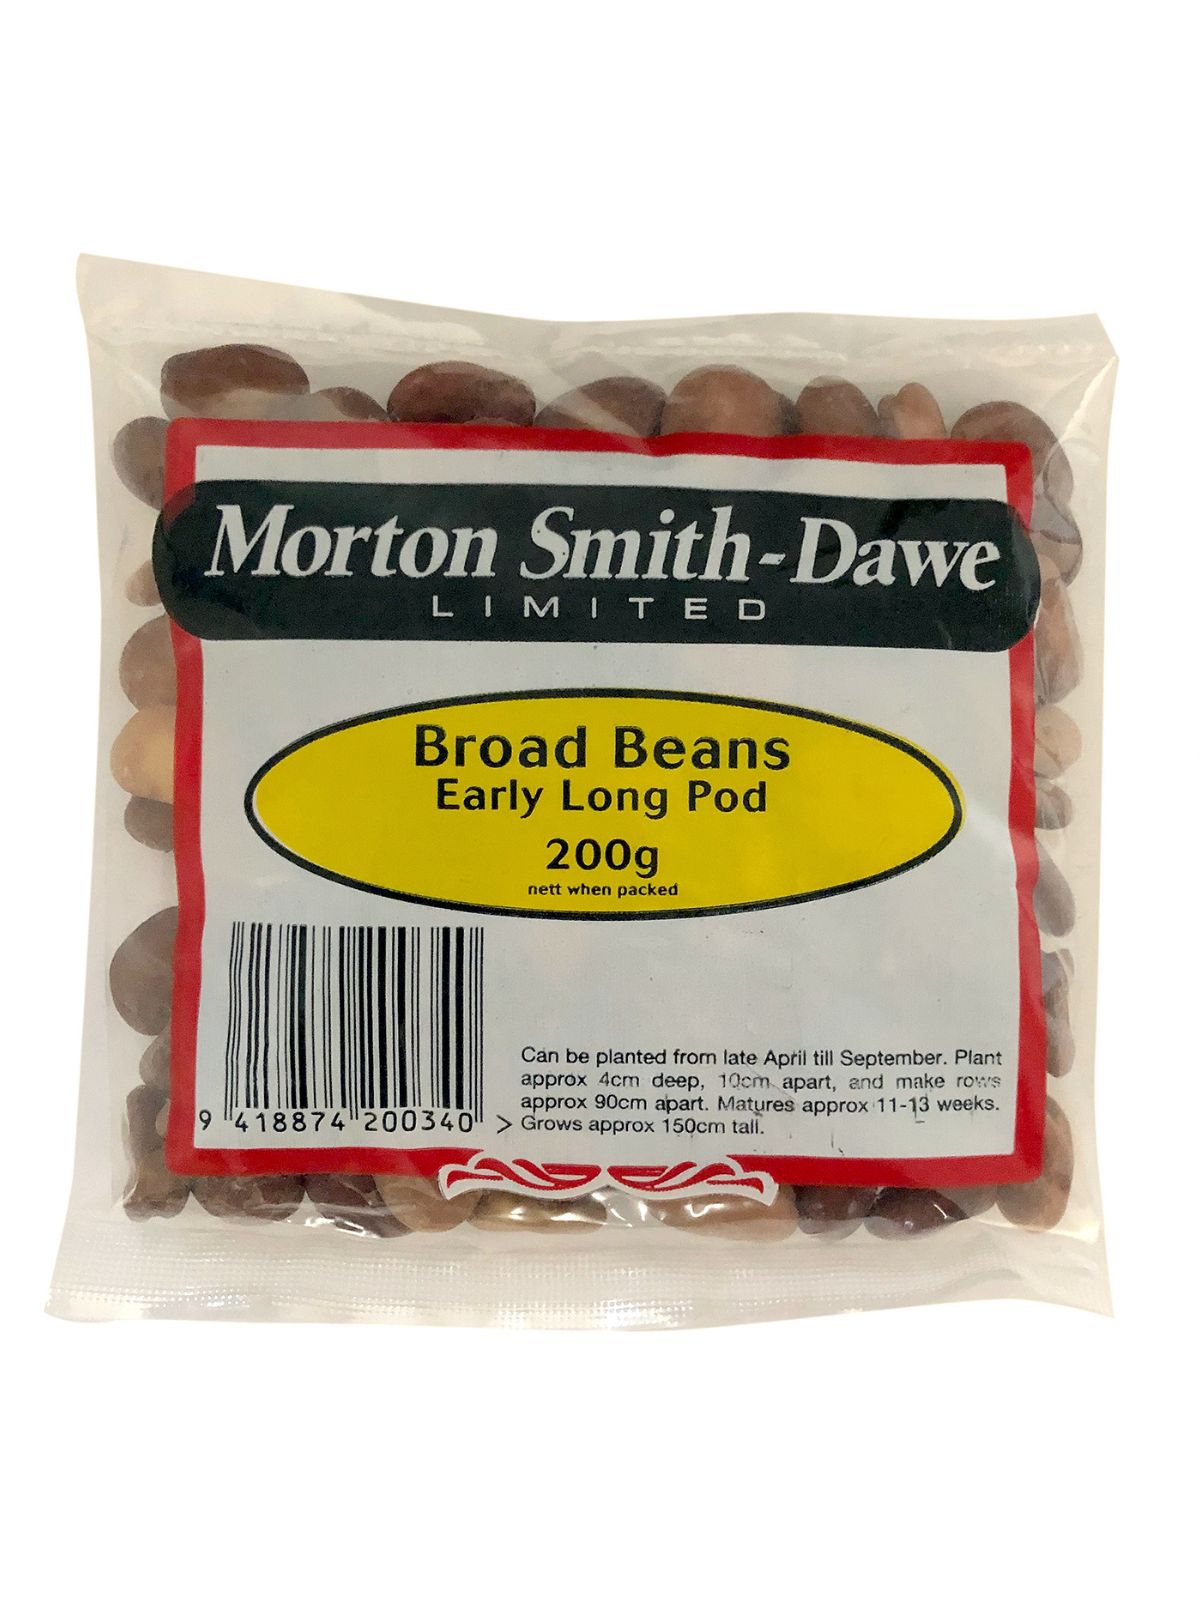 Morton Smith-Dawe
LIMITED
Broad Beans
Early Long Pod
200g
nett when packed
Can be planted from late April till September. Plant
approx 4cm deep, 10cm apart, and make rows
approx 90cm apart. Matures approx 11-13 weeks.
Grows approx 150cm tall.
9 418874 200340 >